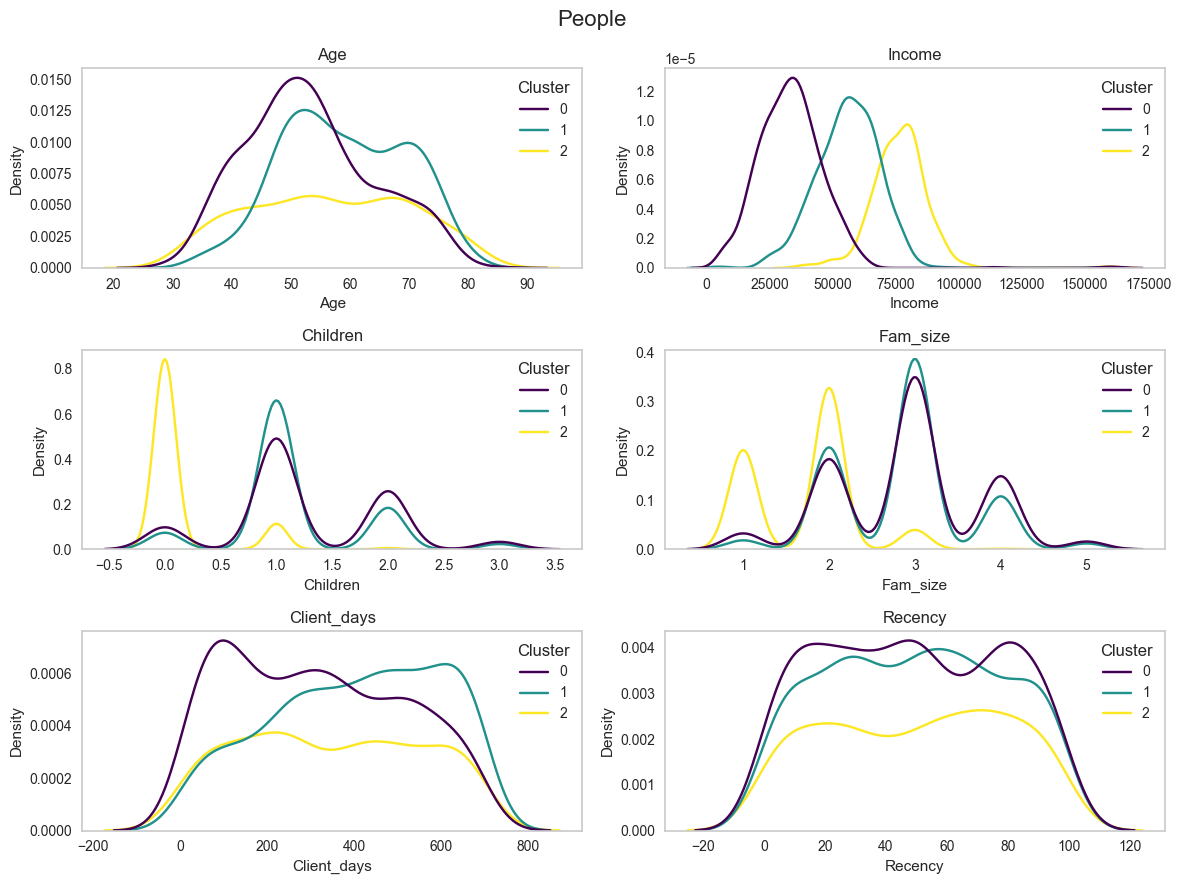 People
Age
0.0150
0.0125
0.0100
0.0075
0.0050
0.0025
0.0000
Density
20 30 40 50 60 70 80 90
Age
Cluster
0
1
2
Income
1e−5
1.2
1.0
0.8
0.6
0.4
0.2
0.0
Density
0 25000 50000 75000 100000 125000 150000 175000
Income
Cluster
0
1
2
Children
0.8
0.6
0.4
0.2
0.0
Density
−0.5 0.0 0.5 1.0 1.5 2.0 2.5 3.0 3.5
Children
Cluster
0
1
2
Fam_size
0.4
0.3
0.2
0.1
0.0
Density
1 2 3 4 5
Fam_size
Cluster
0
1
2
Client_days
0.0006
0.0004
0.0002
0.0000
Density
−200 0 200 400 600 800
Client_days
Cluster
0
1
2
Recency
0.004
0.003
0.002
0.001
0.000
Density
−20 0 20 40 60 80 100 120
Recency
Cluster
0
1
2